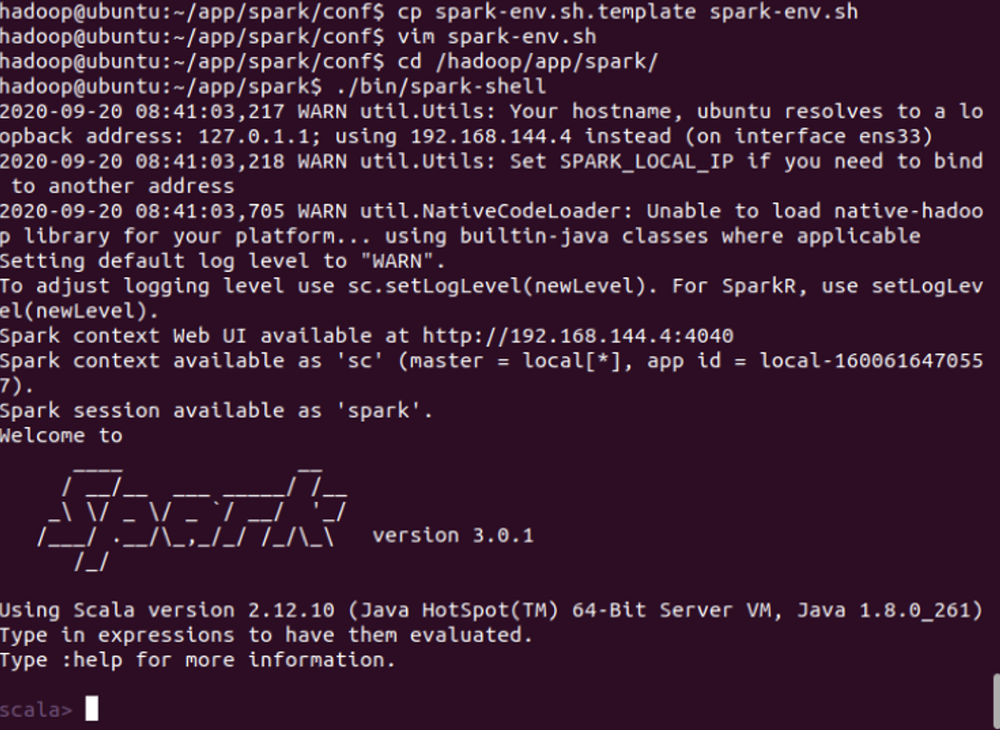 hadoop@ubuntu:~/app/spark/conf$ cp spark-env.sh.template spark-env.sh
hadoop@ubuntu:~/app/spark/conf$ vim spark-env.sh
hadoop@ubuntu:~/app/spark/conf$ cd /hadoop/app/spark/
hadoop@ubuntu:~/app/spark$ ./bin/spark-shell
2020-09-20 08:41:03,217 WARN util.Utils: Your hostname, ubuntu resolves to a lo
opback address: 127.0.1.1; using 192.168.144.4 instead (on interface ens33)
2020-09-20 08:41:03,218 WARN util.Utils: Set SPARK_LOCAL_IP if you need to bind
 to another address
2020-09-20 08:41:03,705 WARN util.NativeCodeLoader: Unable to load native-hadoo
p library for your platform... using builtin-java classes where applicable
Setting default log level to "WARN".
To adjust logging level use sc.setLogLevel(newLevel). For SparkR, use setLogLev
el(newLevel).
Spark context Web UI available at http://192.168.144.4:4040
Spark context available as 'sc' (master = local[*], app id = local-160061647055
7).
Spark session available as 'spark'.
Welcome to
      ____              __
     / __/__  ___ _____/ /__
    _\ \/ _ \/ _ `/ __/  '_/
   /___/ .__/\_,_/_/ /_/\_\   version 3.0.1
      /_/
Using Scala version 2.12.10 (Java HotSpot(TM) 64-Bit Server VM, Java 1.8.0_261)
Type in expressions to have them evaluated.
Type :help for more information.
scala>